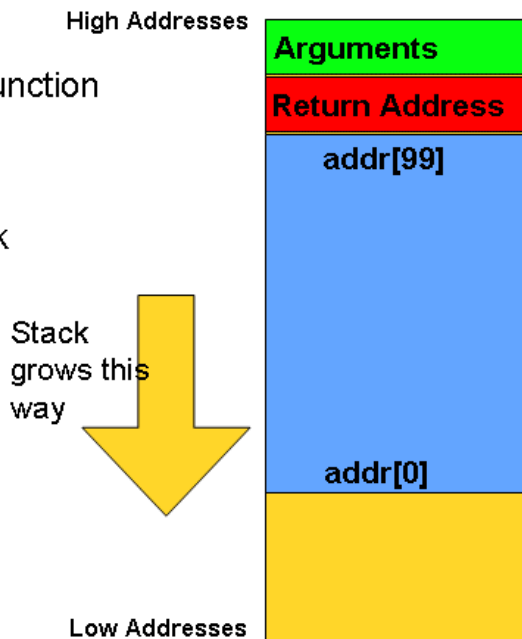 High Addresses
Arguments
unction
Return Address
addr[99]
k
Stack
grows this
way
addr[0]
Low Addresses